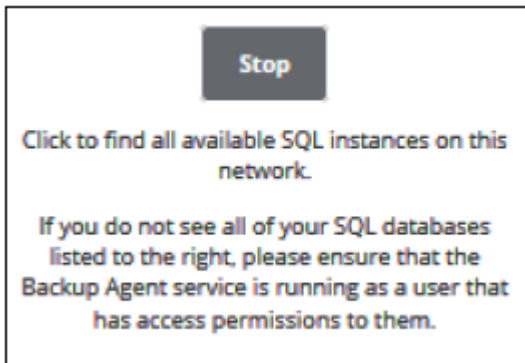 Stop
Click to find all available SQL instances on this
network.
If you do not see all of your SQL databases
listed to the right, please ensure that the
Backup Agent service is running as a user that
has access permissions to them.